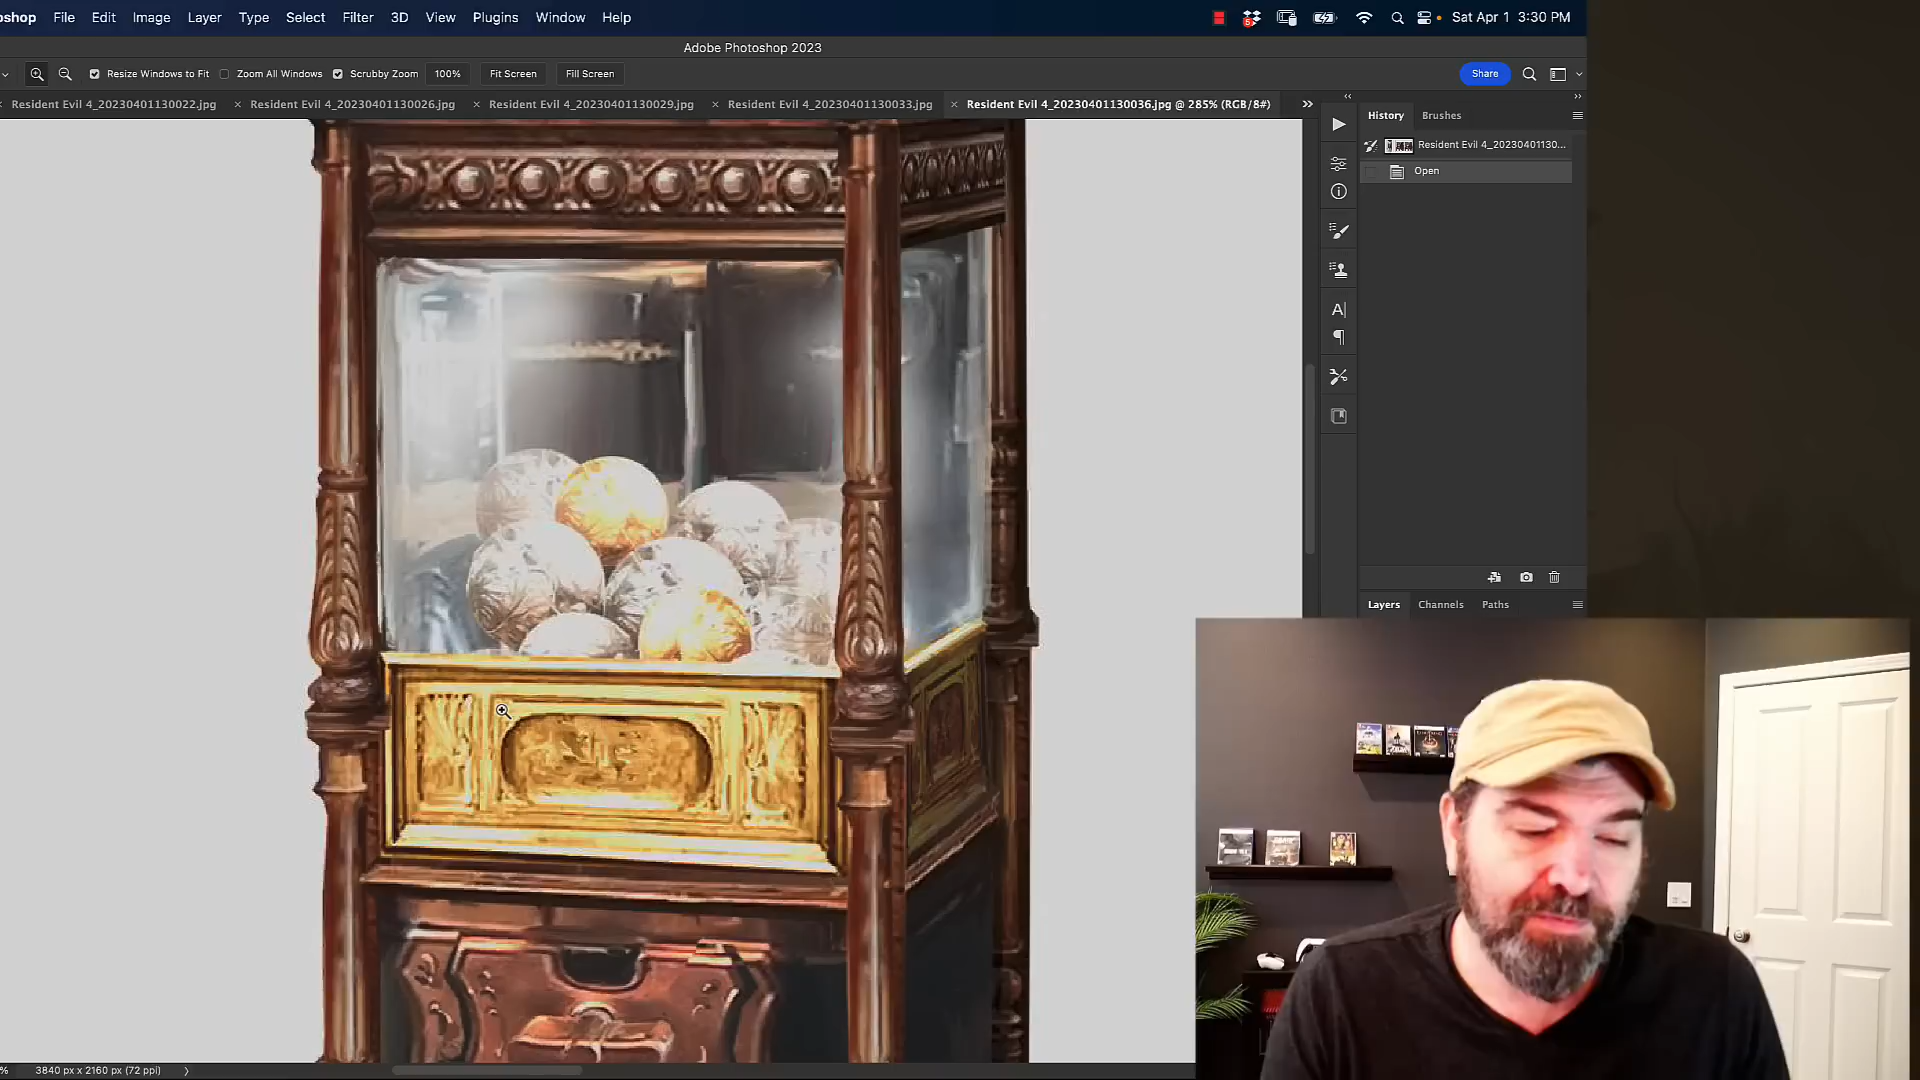 oshop File Edit Image Layer Type Select Filter 3D View Plugins Window Help
5
Sat Apr 1 3:30 PM
Adobe Photoshop 2023
Resize Windows to Fit Zoom All Windows Scrubby Zoom 100% Fit Screen Fill Screen Share
Resident Evil 4_20230401130022.jpg × Resident Evil 4_20230401130026.jpg × Resident Evil 4_20230401130029.jpg × Resident Evil 4_20230401130033.jpg × Resident Evil 4_20230401130036.jpg @ 285% (RGB/8#)
History Brushes
Resident Evil 4_20230401130...
Open
Layers Channels Paths
% 3840 px x 2160 px (72 ppi)